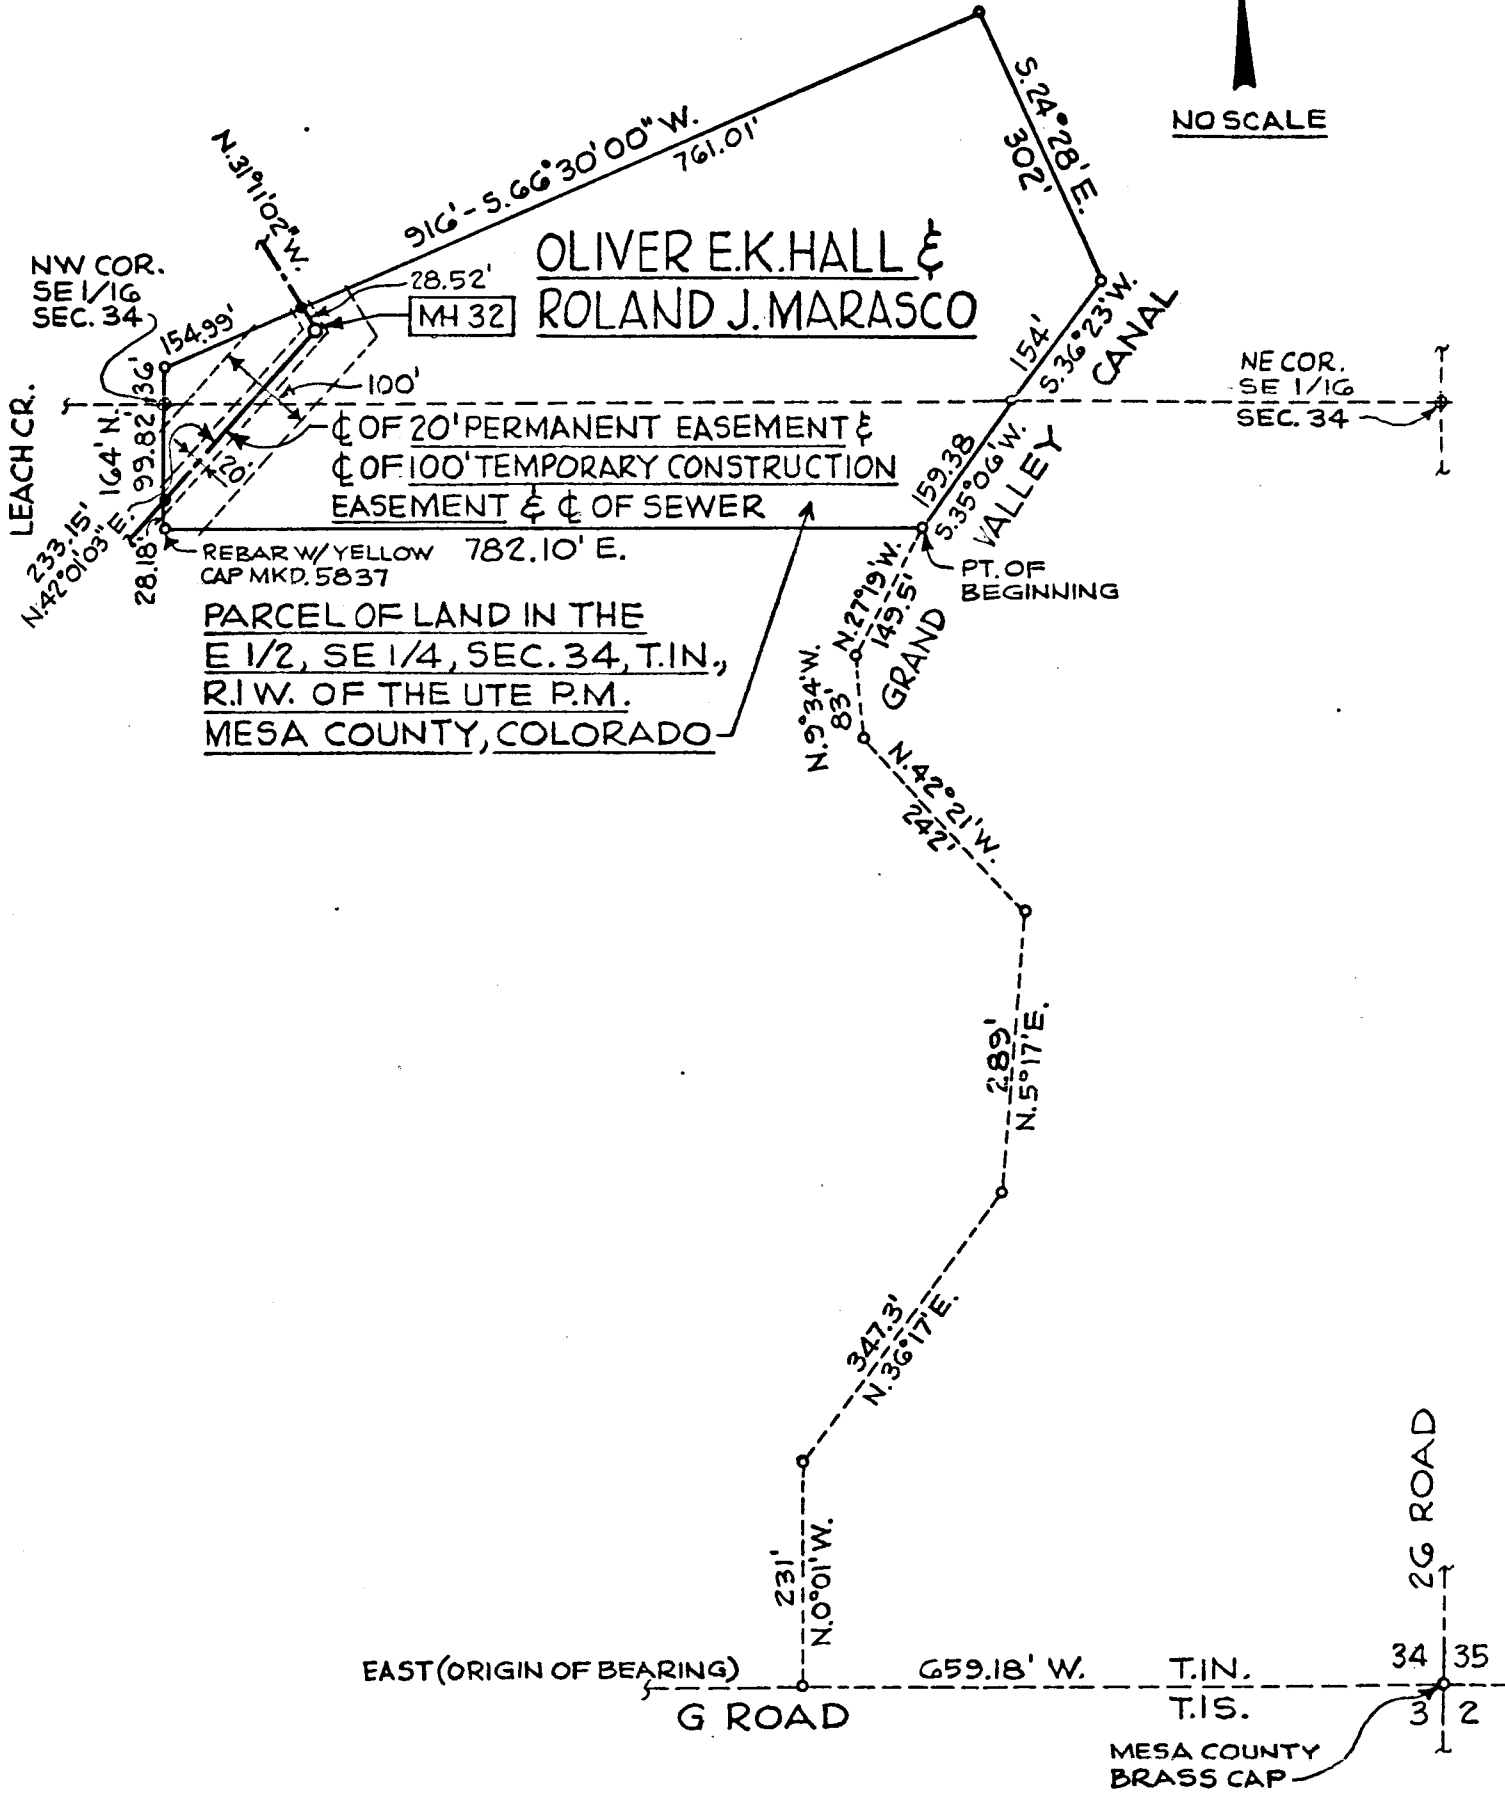 NO SCALE
S. 24°28' E.
302'
916' - S. 66°30'00" W.
761.01'
N. 31°11'02" W.
OLIVER E.K. HALL &
ROLAND J. MARASCO
28.52'
MH 32
NW COR.
SE 1/16
SEC. 34
154.99'
36'
100'
LEACH CR.
164' N.
99.82'
20'
℄ OF 20' PERMANENT EASEMENT &
℄ OF 100' TEMPORARY CONSTRUCTION
EASEMENT & ℄ OF SEWER
154'
S. 36°23' W.
CANAL
NE COR.
SE 1/16
SEC. 34
159.38
S. 35°06' W.
VALLEY
233.15'
N. 42°01'03" E.
28.18'
REBAR W/ YELLOW
CAP MKD. 5837
782.10' E.
PT. OF
BEGINNING
PARCEL OF LAND IN THE
E 1/2, SE 1/4, SEC. 34, T.1N.,
R.1 W. OF THE UTE P.M.
MESA COUNTY, COLORADO
N. 27°19' W.
149.5'
GRAND
N. 9°34' W.
83'
N. 42°21' W.
242'
289'
N. 5°17' E.
347.3'
N. 36°17' E.
231'
N. 0°01' W.
26 ROAD
EAST (ORIGIN OF BEARING)
659.18' W.
T.1N.
T.1S.
34 35
3 2
G ROAD
MESA COUNTY
BRASS CAP